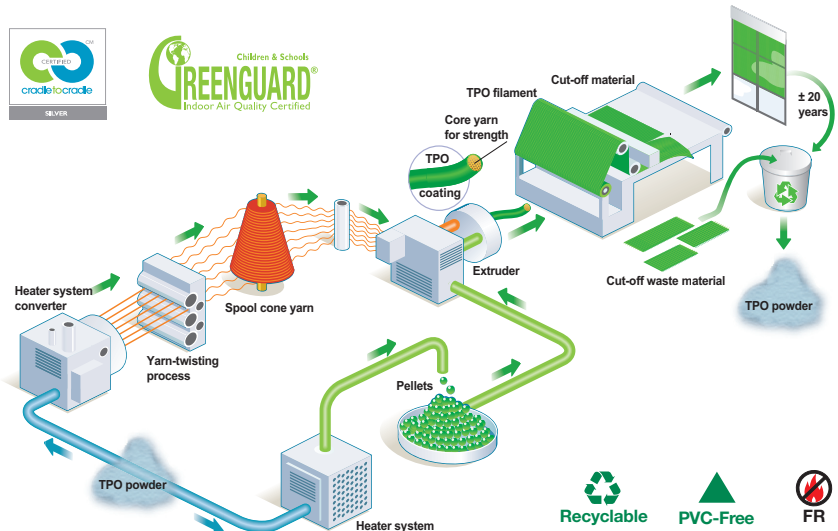 CM
CERTIFIED
cradletocradle
SILVER
Children & Schools
GREENGUARD®
Indoor Air Quality Certified
Cut-off material
TPO filament
± 20
years
Core yarn
for strength
TPO
coating
Extruder
Cut-off waste material
TPO powder
Heater system
converter
Spool cone yarn
Yarn-twisting
process
Pellets
TPO powder
Heater system
Recyclable
PVC-Free
FR